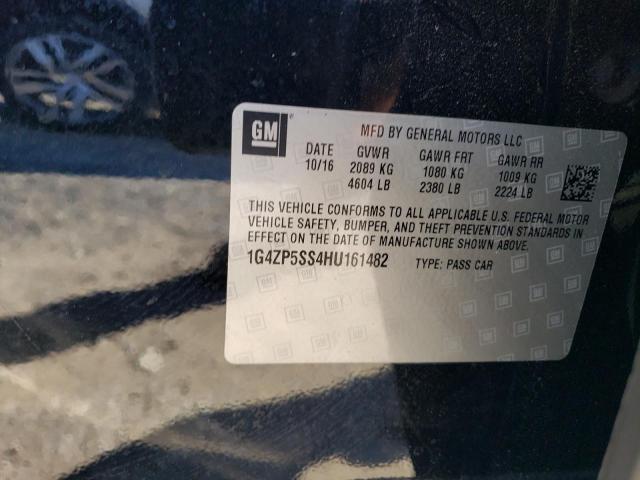 GM
MFD BY GENERAL MOTORS LLC
DATE GVWR GAWR FRT GAWR RR
10/16 2089 KG 1080 KG 1009 KG
4604 LB 2380 LB 2224 LB
THIS VEHICLE CONFORMS TO ALL APPLICABLE U.S. FEDERAL MOTOR
VEHICLE SAFETY, BUMPER, AND THEFT PREVENTION STANDARDS IN
EFFECT ON THE DATE OF MANUFACTURE SHOWN ABOVE.
1G4ZP5SS4HU161482 TYPE: PASS CAR